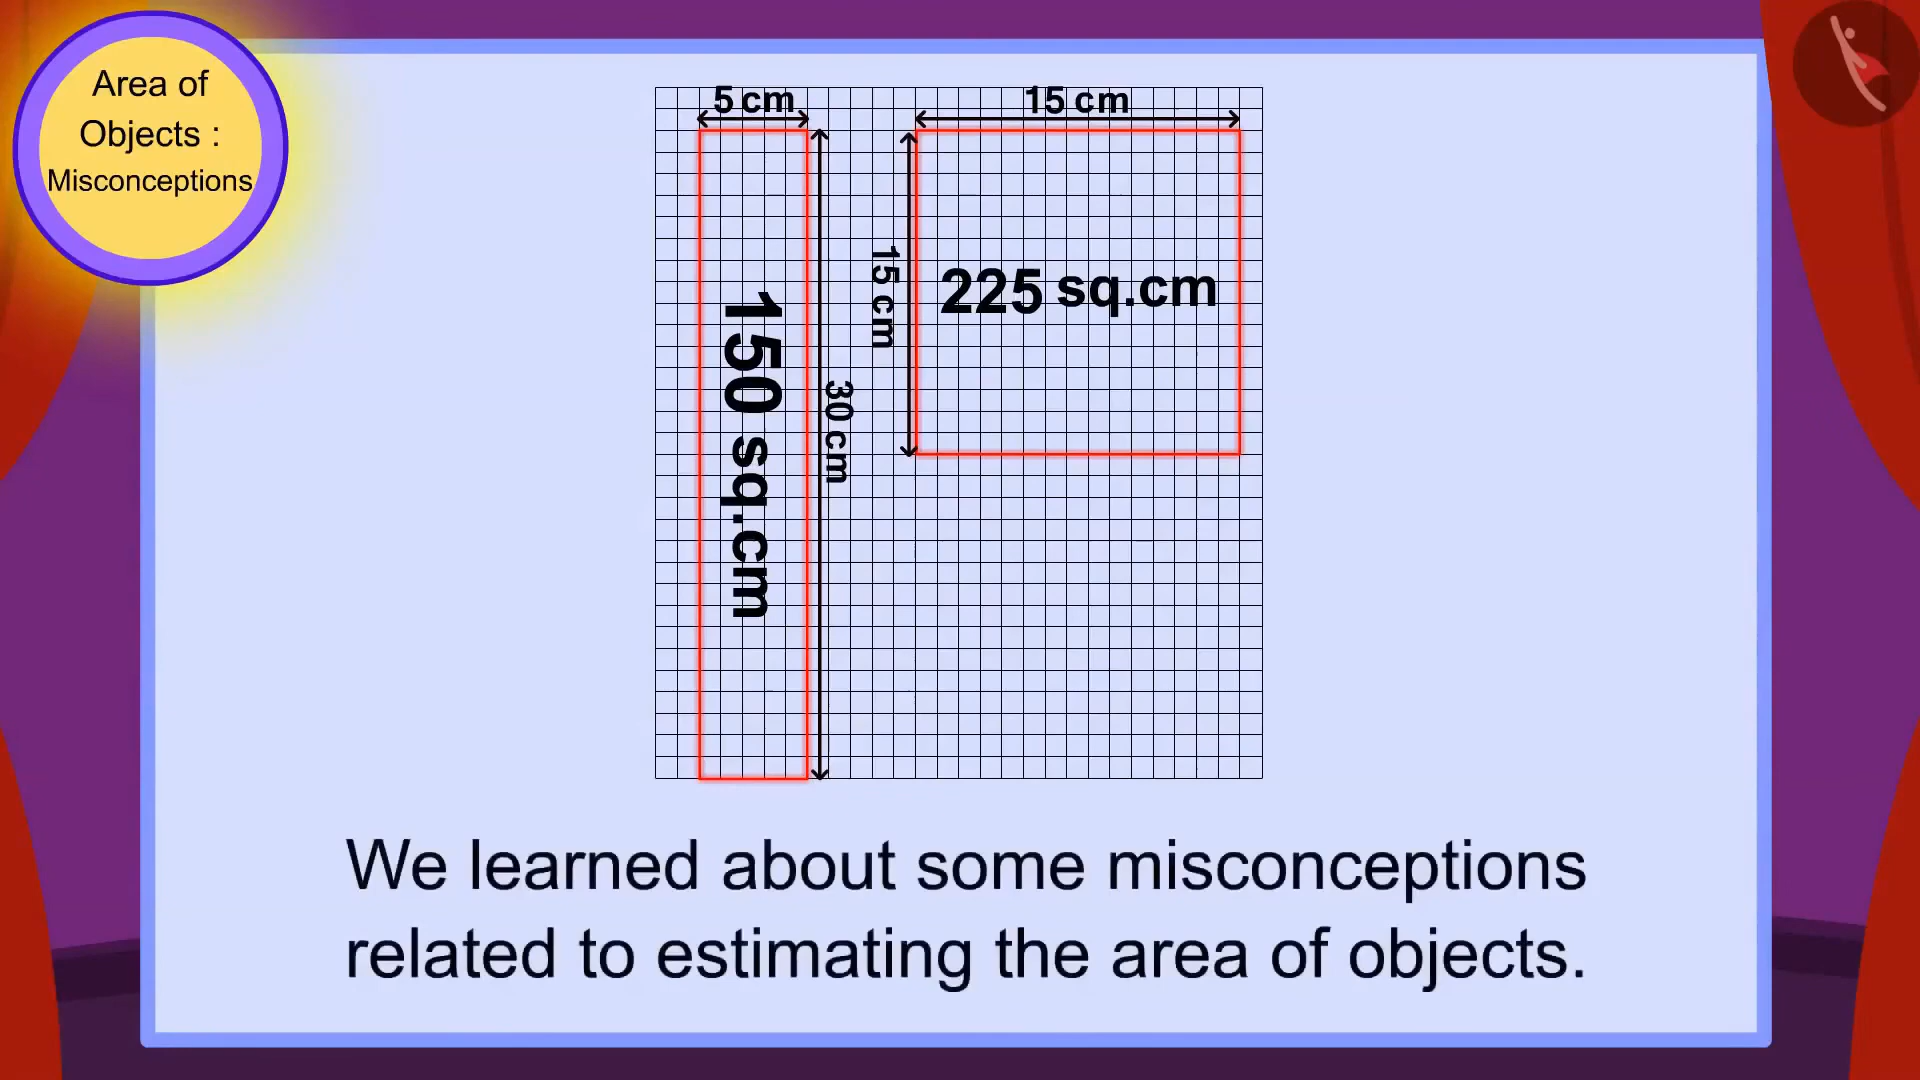 Area of
Objects :
Misconceptions
5 cm
15 cm
150 sq.cm
30 cm
15 cm
225 sq.cm
We learned about some misconceptions
related to estimating the area of objects.